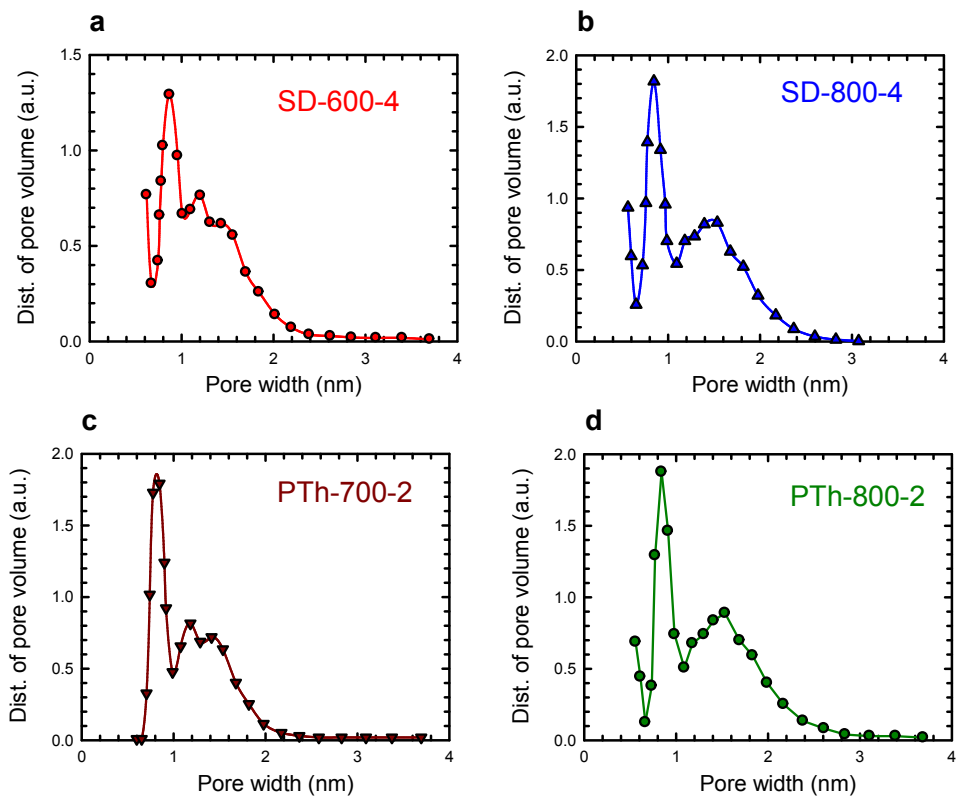 a
Dist. of pore volume (a.u.)
1.5
1.0
0.5
0.0
SD-600-4
0 1 2 3 4
Pore width (nm)
b
Dist. of pore volume (a.u.)
2.0
1.5
1.0
0.5
0.0
SD-800-4
0 1 2 3 4
Pore width (nm)
c
Dist. of pore volume (a.u.)
2.0
1.5
1.0
0.5
0.0
PTh-700-2
0 1 2 3 4
Pore width (nm)
d
Dist. of pore volume (a.u.)
2.0
1.5
1.0
0.5
0.0
PTh-800-2
0 1 2 3 4
Pore width (nm)